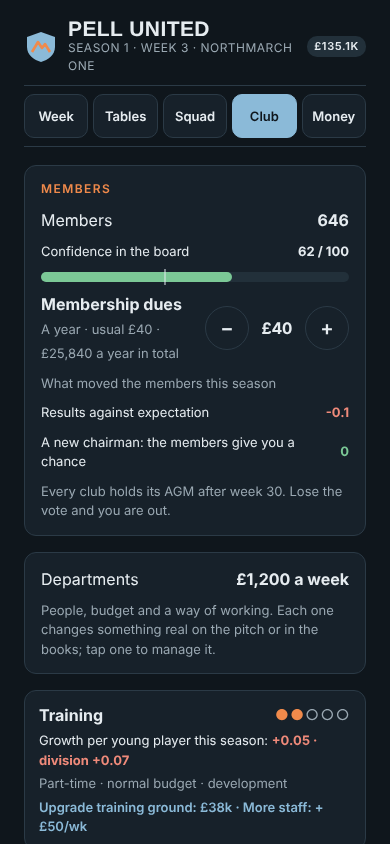 PELL UNITED
SEASON 1 · WEEK 3 · NORTHMARCH
ONE
£135.1K
Week
Tables
Squad
Club
Money
MEMBERS
Members 646
Confidence in the board 62 / 100
Membership dues
A year · usual £40 ·
£25,840 a year in total
− £40 +
What moved the members this season
Results against expectation -0.1
A new chairman: the members give you a
chance 0
Every club holds its AGM after week 30. Lose the
vote and you are out.
Departments £1,200 a week
People, budget and a way of working. Each one
changes something real on the pitch or in the
books; tap one to manage it.
Training
Growth per young player this season: +0.05 ·
division +0.07
Part-time · normal budget · development
Upgrade training ground: £38k · More staff: +
£50/wk